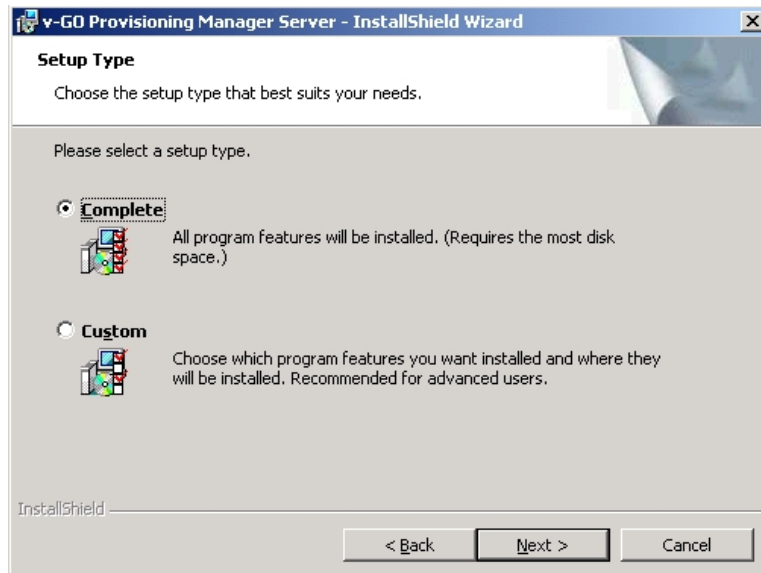 v-GO Provisioning Manager Server - InstallShield Wizard
Setup Type
Choose the setup type that best suits your needs.
Please select a setup type.
Complete
All program features will be installed. (Requires the most disk
space.)
Custom
Choose which program features you want installed and where they
will be installed. Recommended for advanced users.
InstallShield
< Back
Next >
Cancel